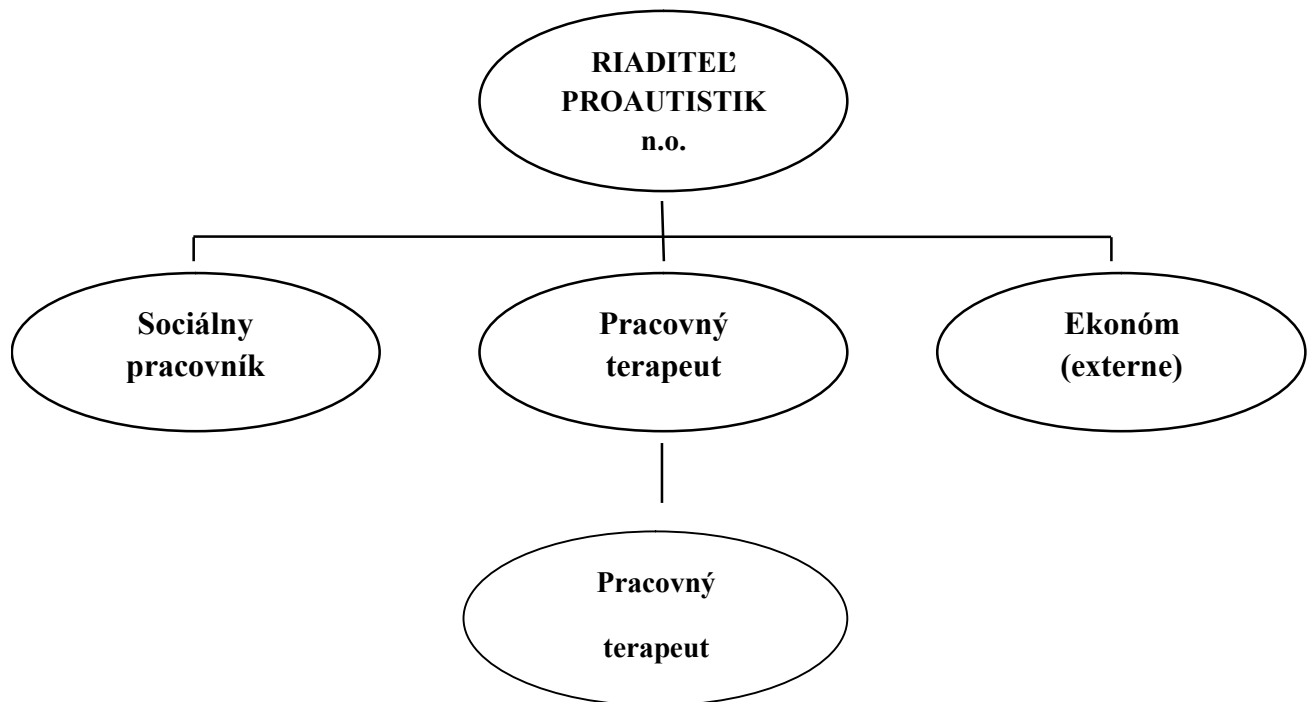 RIADITEĽ
PROAUTISTIK
n.o.
Sociálny
pracovník
Pracovný
terapeut
Ekonóm
(externe)
Pracovný
terapeut